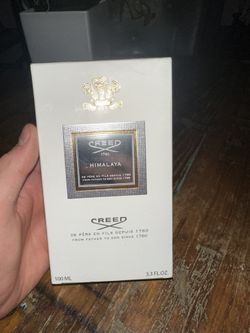 CREED
1760
HIMALAYA
DE PÈRE EN FILS DEPUIS 1760
FROM FATHER TO SON SINCE 1760
CREED
DE PÈRE EN FILS DEPUIS 1760
FROM FATHER TO SON SINCE 1760
100 ML
3.3 FL.OZ